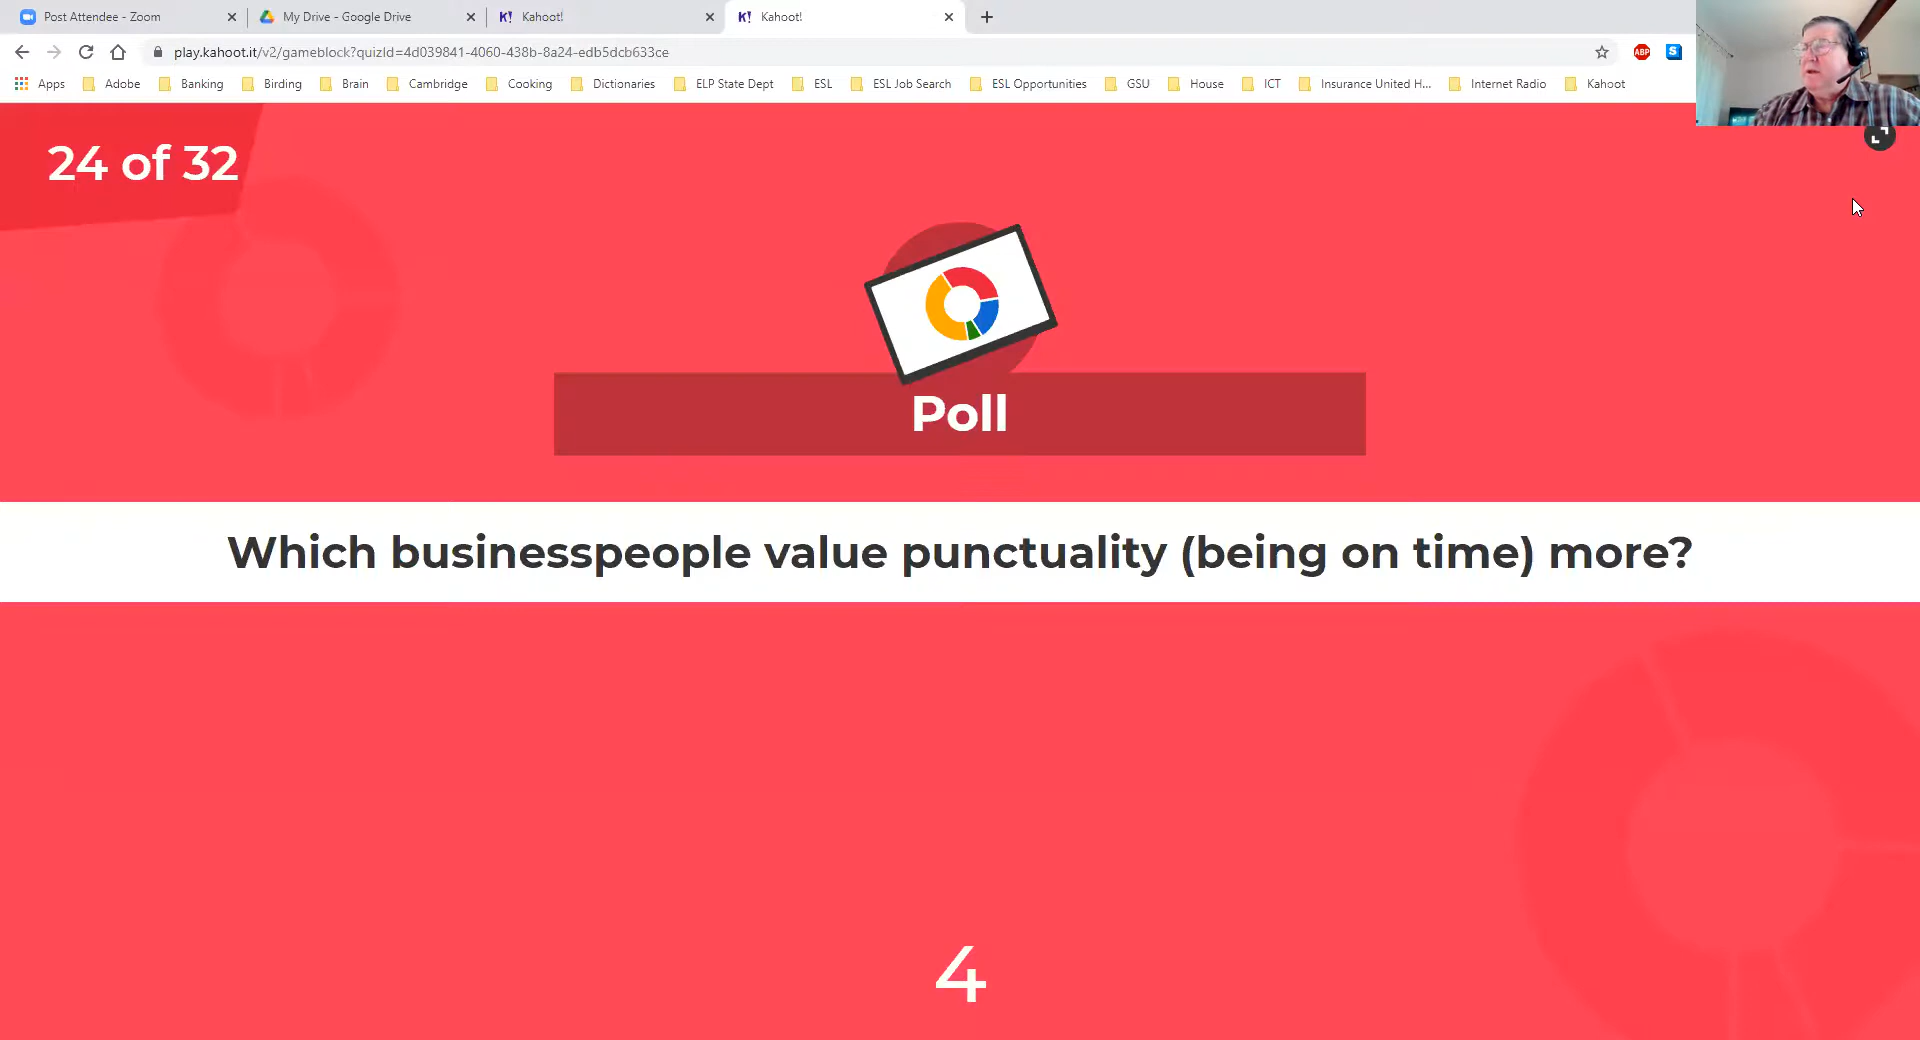 Post Attendee - Zoom
My Drive - Google Drive
K! Kahoot!
K! Kahoot!
play.kahoot.it/v2/gameblock?quizId=4d039841-4060-438b-8a24-edb5dcb633ce
ABP
S
Apps Adobe Banking Birding Brain Cambridge Cooking Dictionaries ELP State Dept ESL ESL Job Search ESL Opportunities GSU House ICT Insurance United H... Internet Radio Kahoot
24 of 32
Poll
Which businesspeople value punctuality (being on time) more?
4